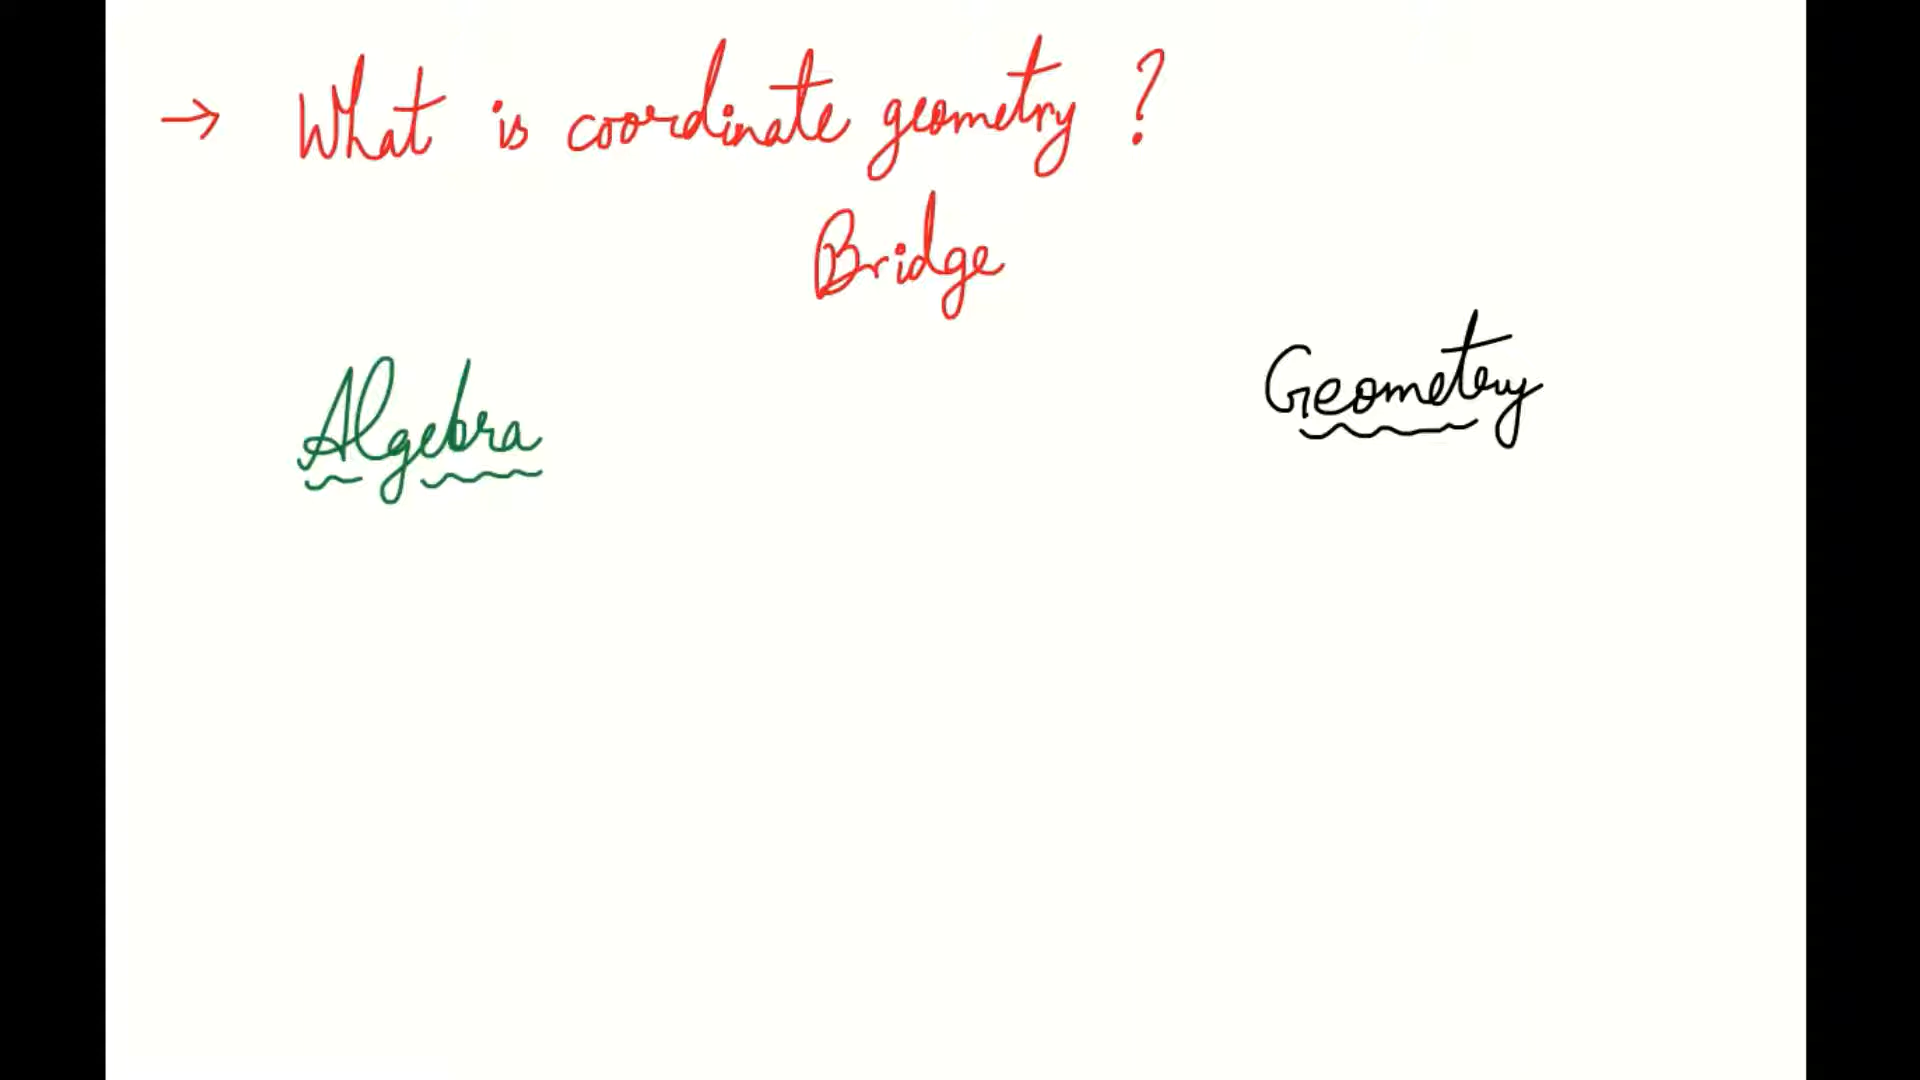 → What is coordinate geometry ?
Bridge
Algebra
Geometry